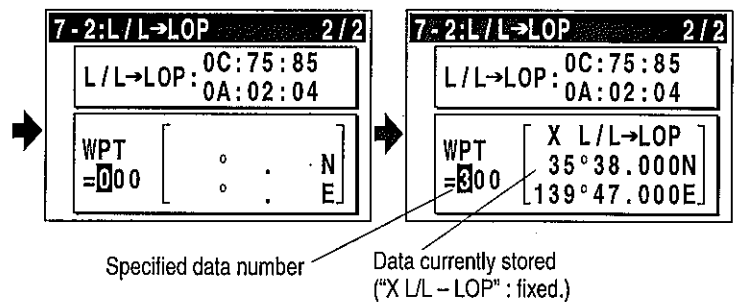 7-2:L/L→LOP 2/2
L/L→LOP: 0C:75:85
0A:02:04
WPT
=000
° . N
° . E
7-2:L/L→LOP 2/2
L/L→LOP: 0C:75:85
0A:02:04
WPT
=300
X L/L→LOP
35°38.000N
139°47.000E
Specified data number
Data currently stored
("X L/L – LOP" : fixed.)